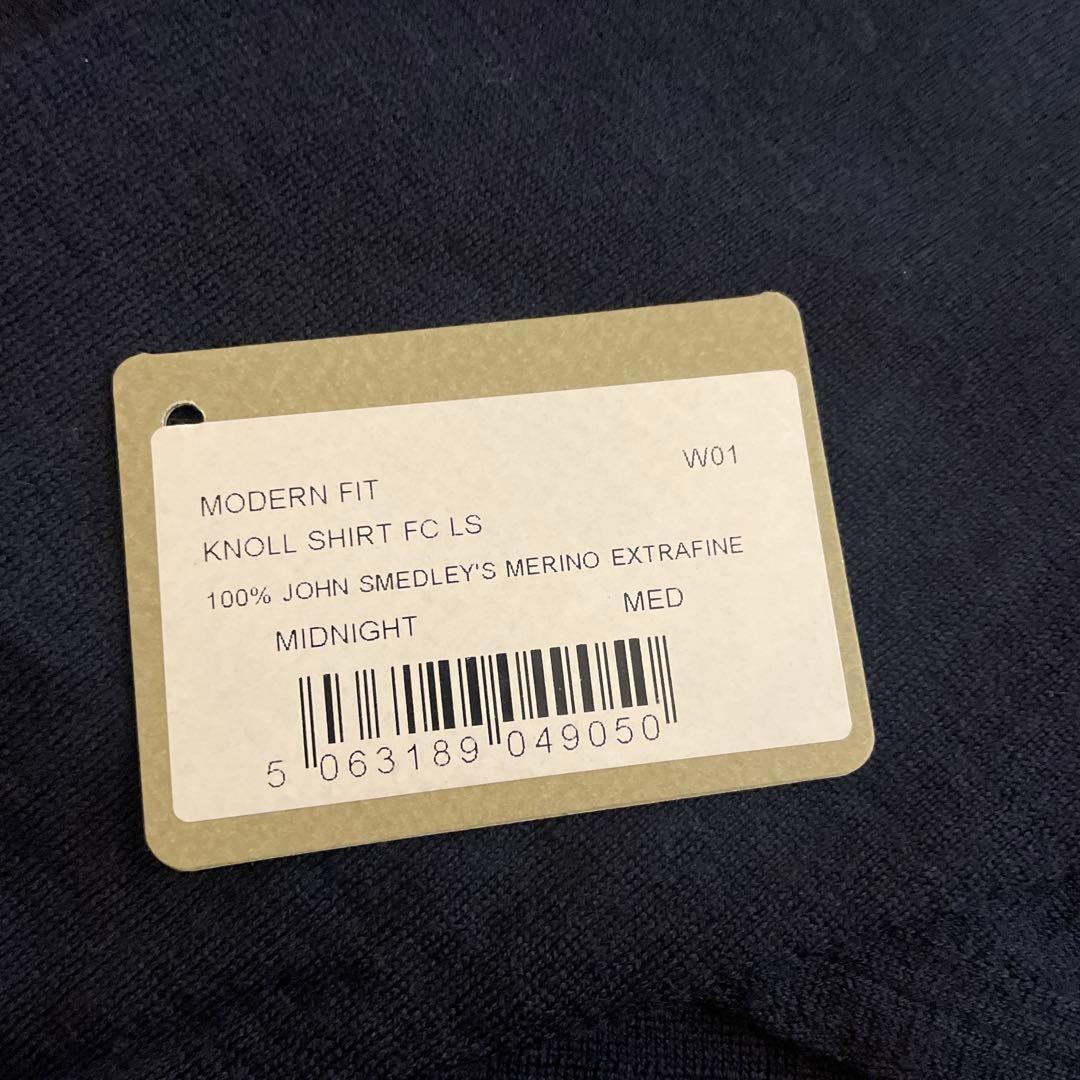 W01
MODERN FIT
KNOLL SHIRT FC LS
100% JOHN SMEDLEY'S MERINO EXTRAFINE
MIDNIGHT MED
5 063189 049050